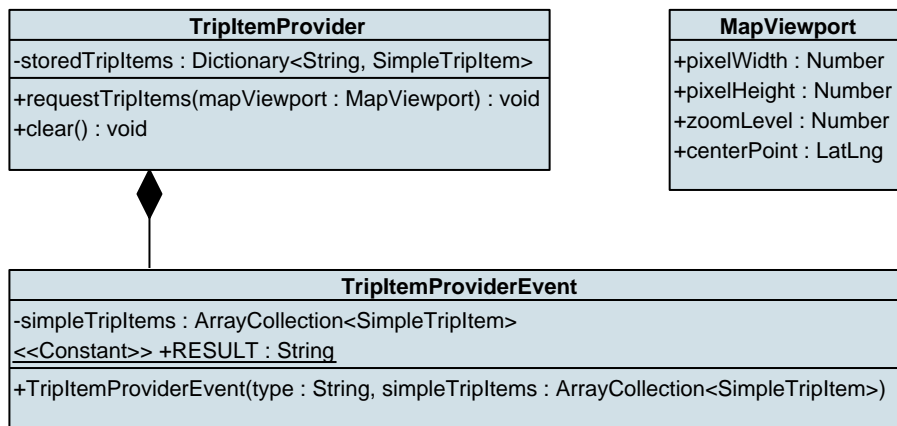 TripItemProvider
-storedTripItems : Dictionary<String, SimpleTripItem>
+requestTripItems(mapViewport : MapViewport) : void
+clear() : void
MapViewport
+pixelWidth : Number
+pixelHeight : Number
+zoomLevel : Number
+centerPoint : LatLng
TripItemProviderEvent
-simpleTripItems : ArrayCollection<SimpleTripItem>
<<Constant>> +RESULT : String
+TripItemProviderEvent(type : String, simpleTripItems : ArrayCollection<SimpleTripItem>)